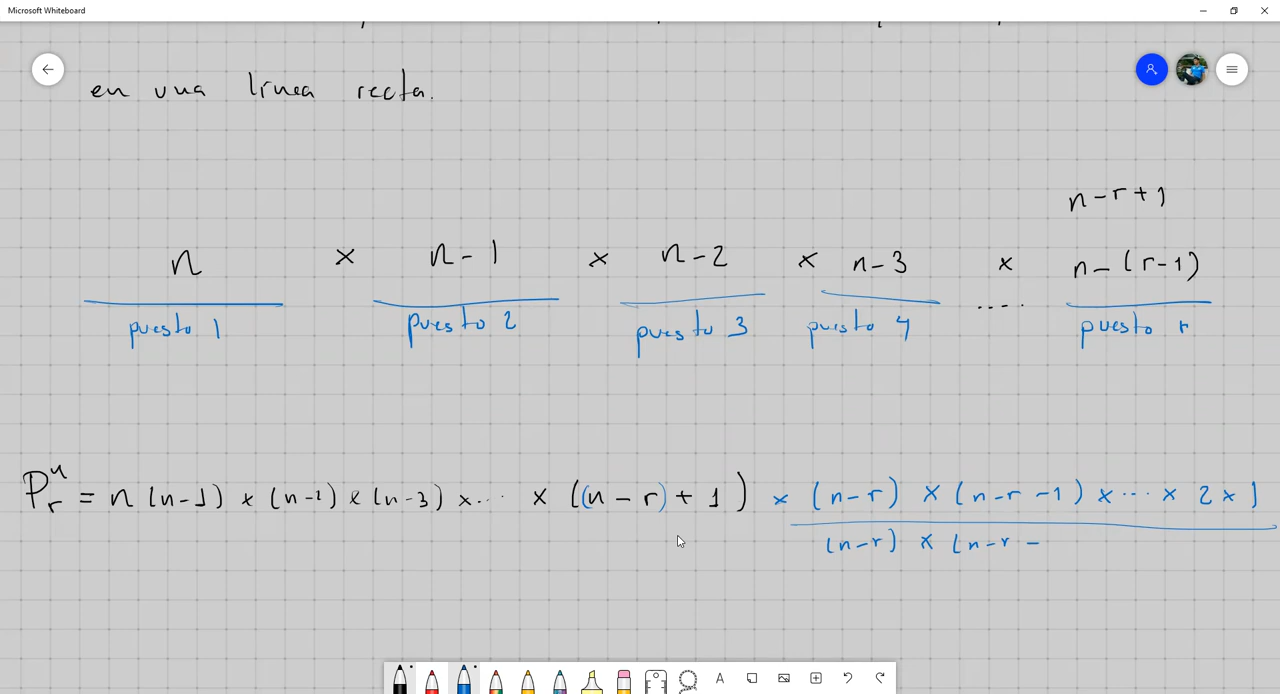 Microsoft Whiteboard
en una línea recta.
n - r + 1
n × n - 1 × n - 2 × n - 3 × n - (r - 1)
....
puesto 1 puesto 2 puesto 3 puesto 4 puesto r
P_r^n = n (n - 1) × (n - 2) × (n - 3) × ... × ((n - r) + 1) × (n - r) × (n - r - 1) × ... × 2 × 1
(n - r) × (n - r -